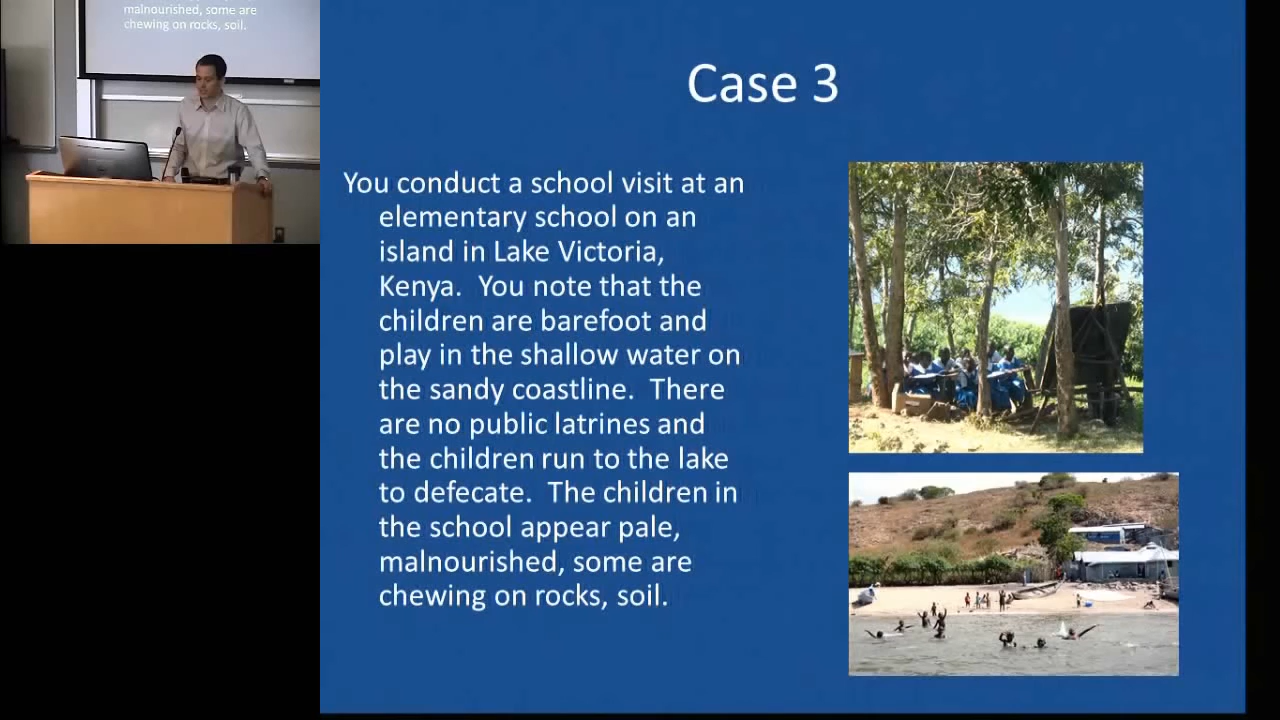 malnourished, some are
chewing on rocks, soil.
Case 3
You conduct a school visit at an
elementary school on an
island in Lake Victoria,
Kenya.  You note that the
children are barefoot and
play in the shallow water on
the sandy coastline.  There
are no public latrines and
the children run to the lake
to defecate.  The children in
the school appear pale,
malnourished, some are
chewing on rocks, soil.